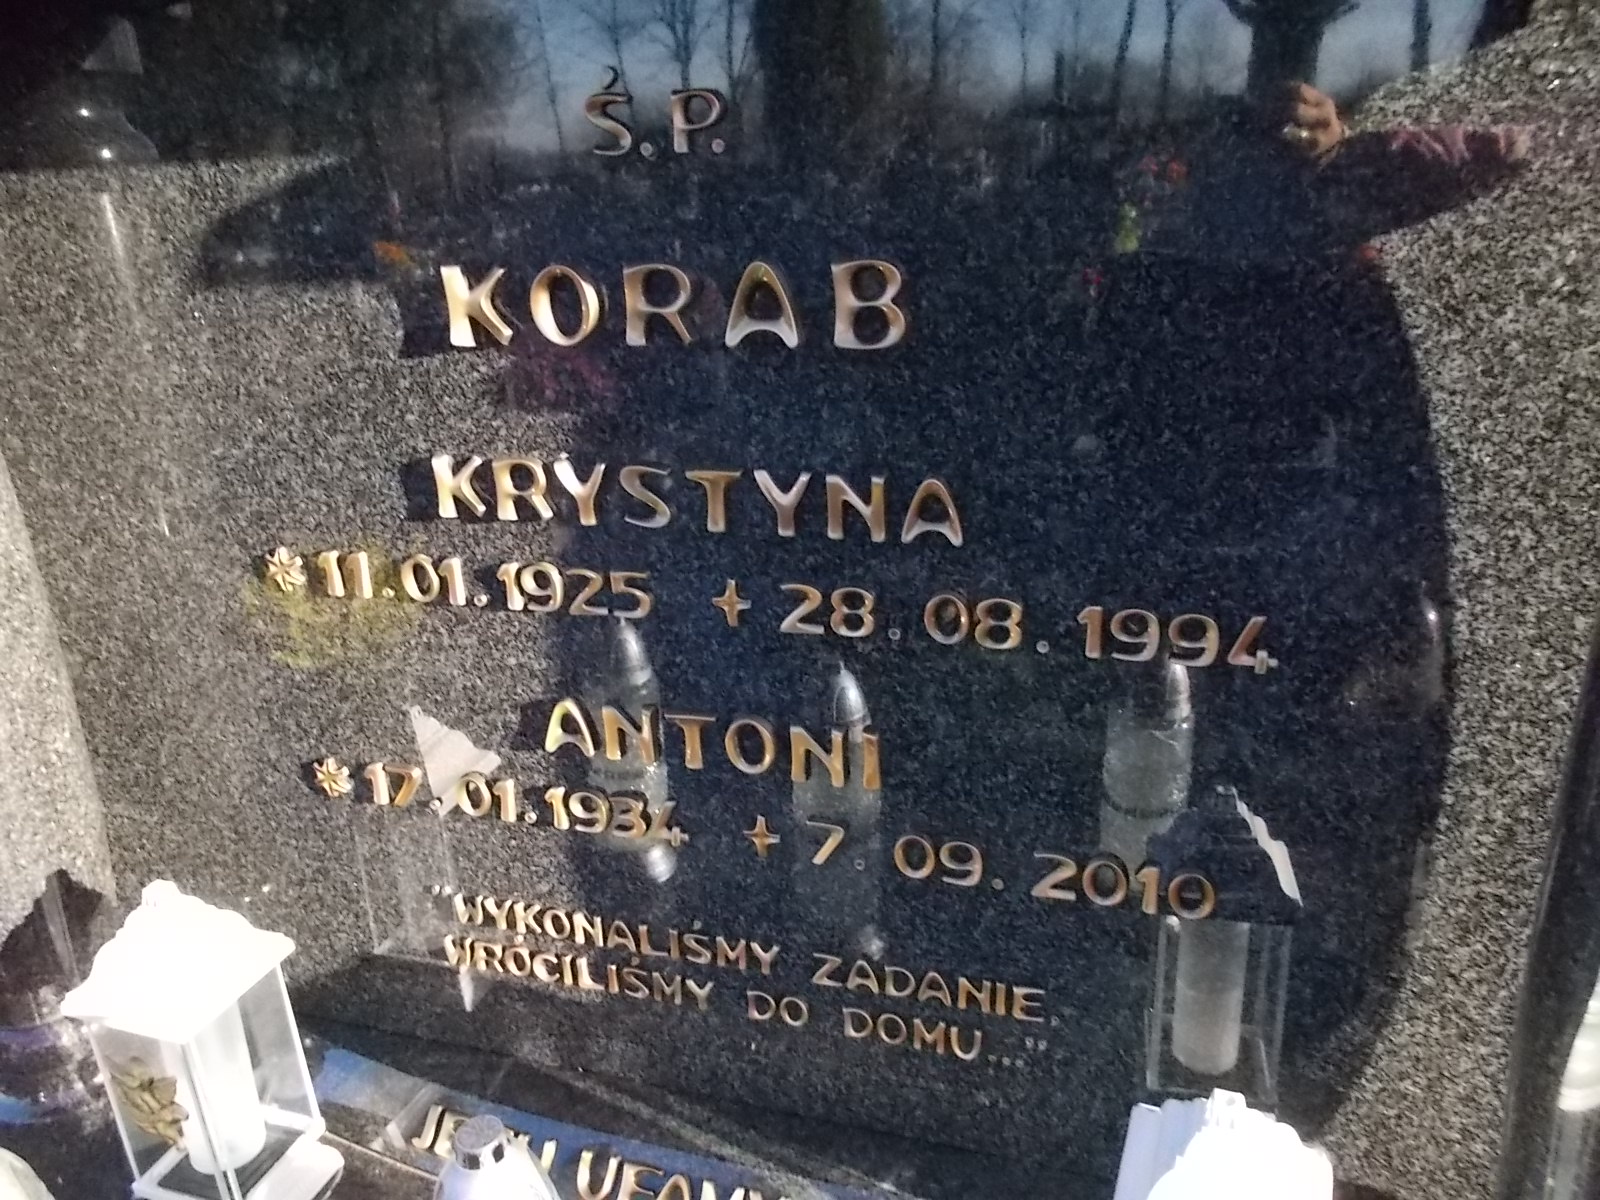 Ś.P.
KORAB
KRYSTYNA
* 11.01.1925 + 28.08.1994
ANTONI
* 17.01.1934 + 7.09.2010
"WYKONALIŚMY ZADANIE,
WRÓCILIŚMY DO DOMU..."
UFAMY